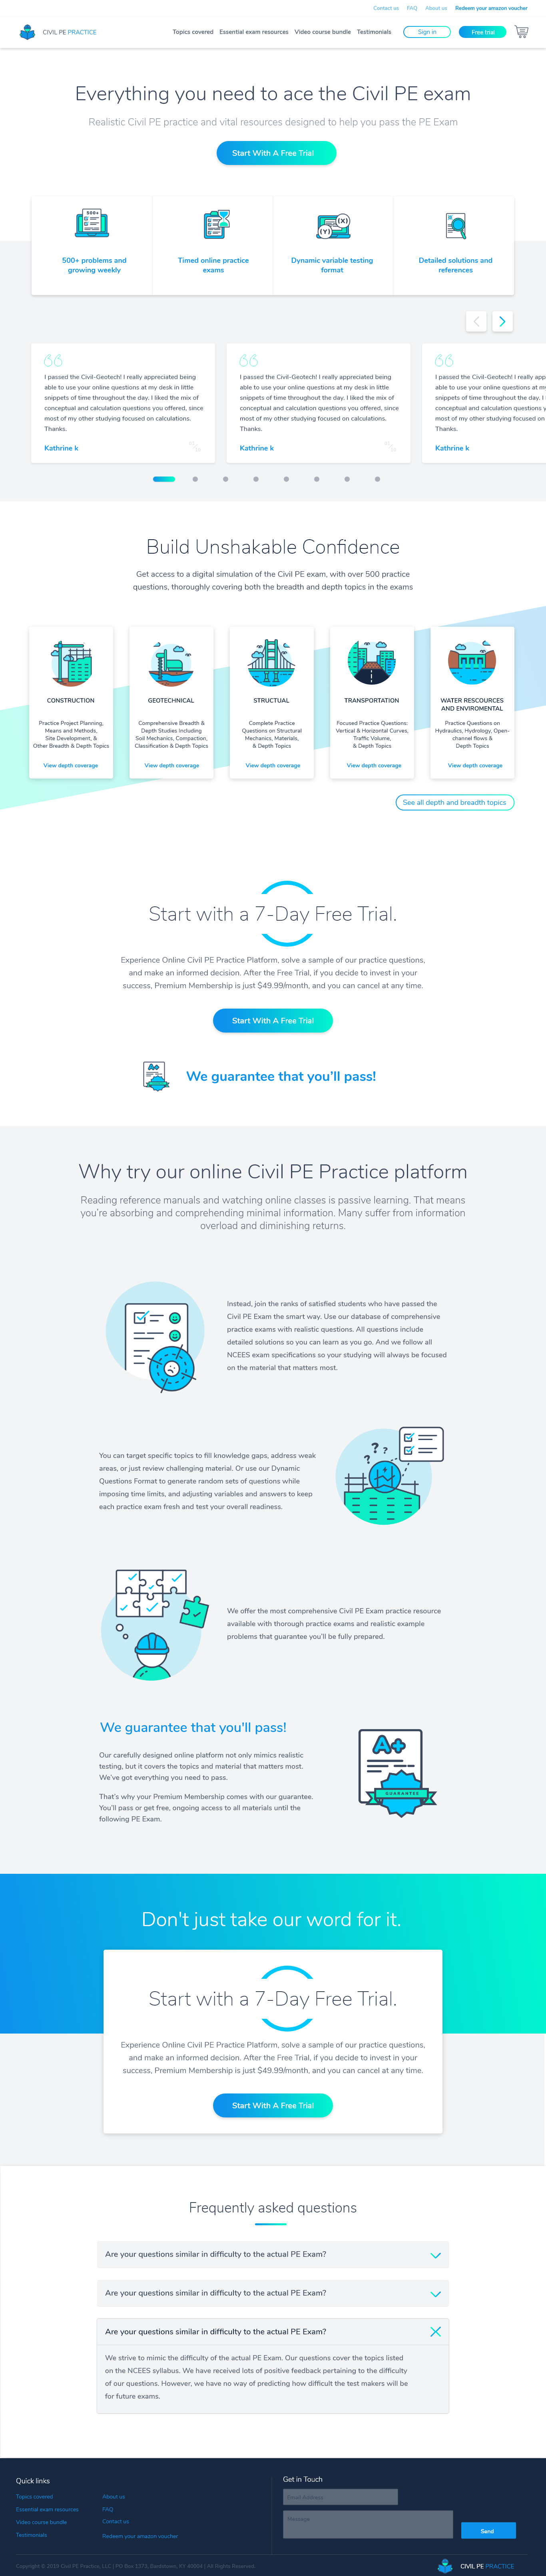 Contact us FAQ About us Redeem your amazon voucher
CIVIL PE PRACTICE
Topics covered Essential exam resources Video course bundle Testimonials Sign in Free trial
Everything you need to ace the Civil PE exam
Realistic Civil PE practice and vital resources designed to help you pass the PE Exam
Start With A Free Trial
500+
(X)
(Y)
500+ problems and
growing weekly
Timed online practice
exams
Dynamic variable testing
format
Detailed solutions and
references
I passed the Civil-Geotech! I really appreciated being
able to use your online questions at my desk in little
snippets of time throughout the day. I liked the mix of
conceptual and calculation questions you offered, since
most of my other studying focused on calculations.
Thanks.
Kathrine k
I passed the Civil-Geotech! I really appreciated being
able to use your online questions at my desk in little
snippets of time throughout the day. I liked the mix of
conceptual and calculation questions you offered, since
most of my other studying focused on calculations.
Thanks.
Kathrine k
I passed the Civil-Geotech! I really app
able to use your online questions at m
snippets of time throughout the day. I
conceptual and calculation questions y
most of my other studying focused on
Thanks.
Kathrine k
Build Unshakable Confidence
Get access to a digital simulation of the Civil PE exam, with over 500 practice
questions, thoroughly covering both the breadth and depth topics in the exams
CONSTRUCTION
Practice Project Planning,
Means and Methods,
Site Development, &
Other Breadth & Depth Topics
View depth coverage
GEOTECHNICAL
Comprehensive Breadth &
Depth Studies Including
Soil Mechanics, Compaction,
Classification & Depth Topics
View depth coverage
STRUCTUAL
Complete Practice
Questions on Structural
Mechanics, Materials,
& Depth Topics
View depth coverage
TRANSPORTATION
Focused Practice Questions:
Vertical & Horizontal Curves,
Traffic Volume,
& Depth Topics
View depth coverage
WATER RESCOURCES
AND ENVIROMENTAL
Practice Questions on
Hydraulics, Hydrology, Open-
channel flows &
Depth Topics
View depth coverage
See all depth and breadth topics
Start with a 7-Day Free Trial.
Experience Online Civil PE Practice Platform, solve a sample of our practice questions,
and make an informed decision. After the Free Trial, if you decide to invest in your
success, Premium Membership is just $49.99/month, and you can cancel at any time.
Start With A Free Trial
A+
We guarantee that you'll pass!
Why try our online Civil PE Practice platform
Reading reference manuals and watching online classes is passive learning. That means
you're absorbing and comprehending minimal information. Many suffer from information
overload and diminishing returns.
Instead, join the ranks of satisfied students who have passed the
Civil PE Exam the smart way. Use our database of comprehensive
practice exams with realistic questions. All questions include
detailed solutions so you can learn as you go. And we follow all
NCEES exam specifications so your studying will always be focused
on the material that matters most.
You can target specific topics to fill knowledge gaps, address weak
areas, or just review challenging material. Or use our Dynamic
Questions Format to generate random sets of questions while
imposing time limits, and adjusting variables and answers to keep
each practice exam fresh and test your overall readiness.
? ? ?
We offer the most comprehensive Civil PE Exam practice resource
available with thorough practice exams and realistic example
problems that guarantee you'll be fully prepared.
We guarantee that you'll pass!
Our carefully designed online platform not only mimics realistic
testing, but it covers the topics and material that matters most.
We've got everything you need to pass.
That's why your Premium Membership comes with our guarantee.
You'll pass or get free, ongoing access to all materials until the
following PE Exam.
A+
GUARANTEE
Don't just take our word for it.
Start with a 7-Day Free Trial.
Experience Online Civil PE Practice Platform, solve a sample of our practice questions,
and make an informed decision. After the Free Trial, if you decide to invest in your
success, Premium Membership is just $49.99/month, and you can cancel at any time.
Start With A Free Trial
Frequently asked questions
Are your questions similar in difficulty to the actual PE Exam?
Are your questions similar in difficulty to the actual PE Exam?
Are your questions similar in difficulty to the actual PE Exam?
We strive to mimic the difficulty of the actual PE Exam. Our questions cover the topics listed
on the NCEES syllabus. We have received lots of positive feedback pertaining to the difficulty
of our questions. However, we have no way of predicting how difficult the test makers will be
for future exams.
Quick links
Topics covered
Essential exam resources
Video course bundle
Testimonials
About us
FAQ
Contact us
Redeem your amazon voucher
Get in Touch
Email Address
Message
Send
Copyright © 2018 Civil PE Practice, LLC | PO Box 1373, Bardstown, KY 40004 | All Rights Reserved.
CIVIL PE PRACTICE